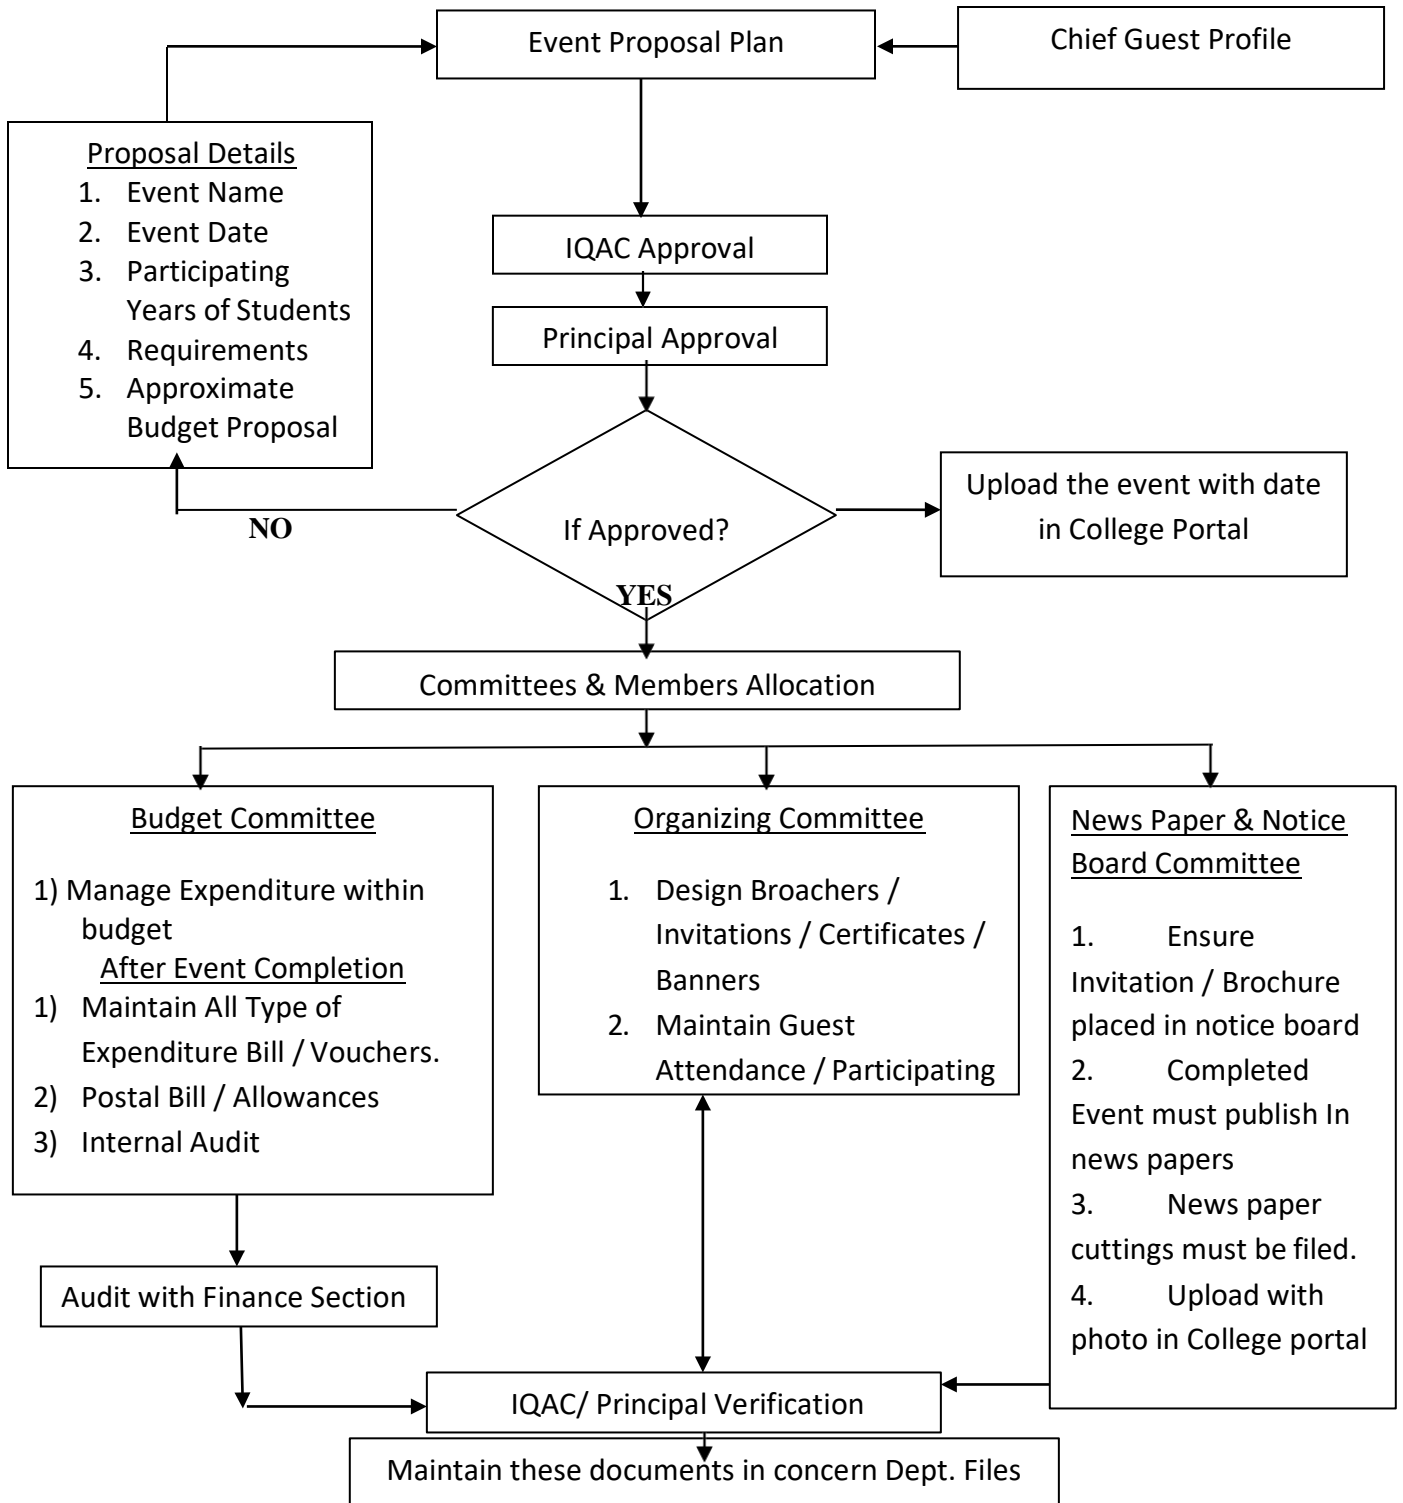 Event Proposal Plan
Chief Guest Profile
Proposal Details
1. Event Name
2. Event Date
3. Participating
Years of Students
4. Requirements
5. Approximate
Budget Proposal
IQAC Approval
Principal Approval
If Approved?
NO
YES
Upload the event with date
in College Portal
Committees & Members Allocation
Budget Committee
1) Manage Expenditure within
budget
After Event Completion
1) Maintain All Type of
Expenditure Bill / Vouchers.
2) Postal Bill / Allowances
3) Internal Audit
Organizing Committee
1. Design Broachers /
Invitations / Certificates /
Banners
2. Maintain Guest
Attendance / Participating
News Paper & Notice
Board Committee
1. Ensure
Invitation / Brochure
placed in notice board
2. Completed
Event must publish In
news papers
3. News paper
cuttings must be filed.
4. Upload with
photo in College portal
Audit with Finance Section
IQAC/ Principal Verification
Maintain these documents in concern Dept. Files